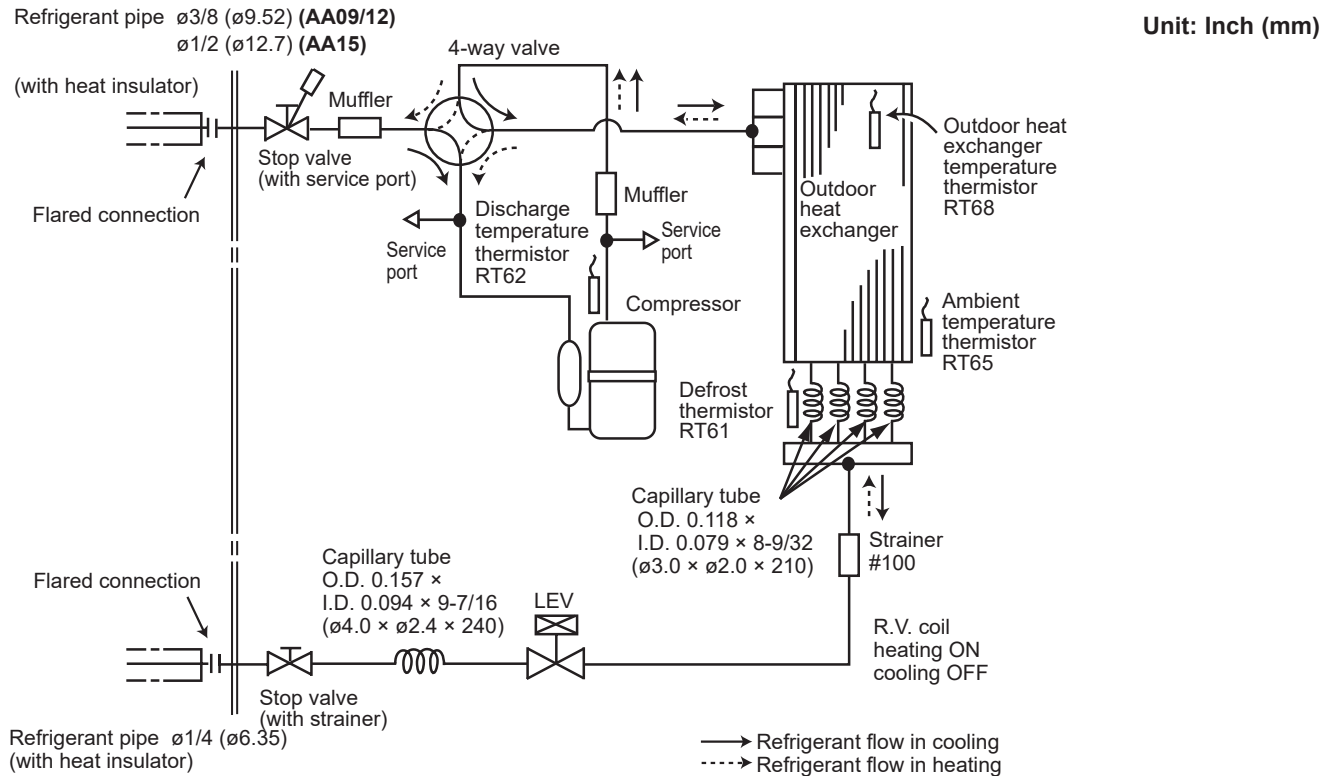 Refrigerant pipe ø3/8 (ø9.52) (AA09/12)
ø1/2 (ø12.7) (AA15)
Unit: Inch (mm)
(with heat insulator)
4-way valve
Muffler
Stop valve
(with service port)
Flared connection
Outdoor heat
exchanger
temperature
thermistor
RT68
Outdoor
heat
exchanger
Muffler
Discharge
temperature
thermistor
RT62
Service
port
Service
port
Compressor
Ambient
temperature
thermistor
RT65
Defrost
thermistor
RT61
Capillary tube
O.D. 0.118 ×
I.D. 0.079 × 8-9/32
(ø3.0 × ø2.0 × 210)
Strainer
#100
Capillary tube
O.D. 0.157 ×
I.D. 0.094 × 9-7/16
(ø4.0 × ø2.4 × 240)
Flared connection
LEV
R.V. coil
heating ON
cooling OFF
Stop valve
(with strainer)
Refrigerant pipe ø1/4 (ø6.35)
(with heat insulator)
Refrigerant flow in cooling
Refrigerant flow in heating